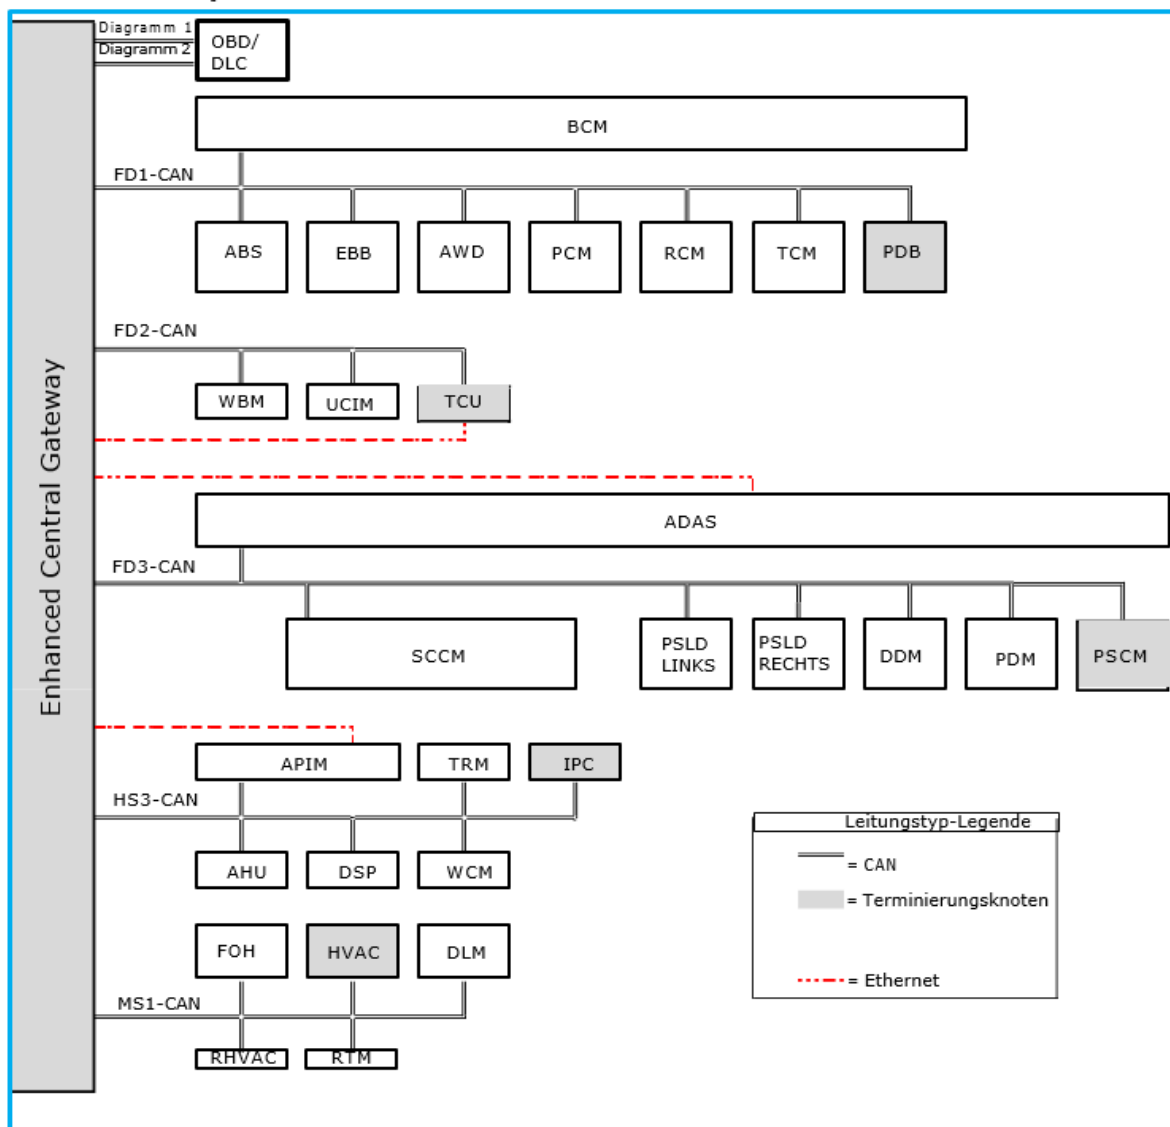 Diagramm 1
Diagramm 2
OBD/
DLC
BCM
FD1-CAN
ABS
EBB
AWD
PCM
RCM
TCM
PDB
FD2-CAN
WBM
UCIM
TCU
Enhanced Central Gateway
ADAS
FD3-CAN
SCCM
PSLD
LINKS
PSLD
RECHTS
DDM
PDM
PSCM
APIM
TRM
IPC
HS3-CAN
AHU
DSP
WCM
Leitungstyp-Legende
= CAN
= Terminierungsknoten
= Ethernet
FOH
HVAC
DLM
MS1-CAN
RHVAC
RTM